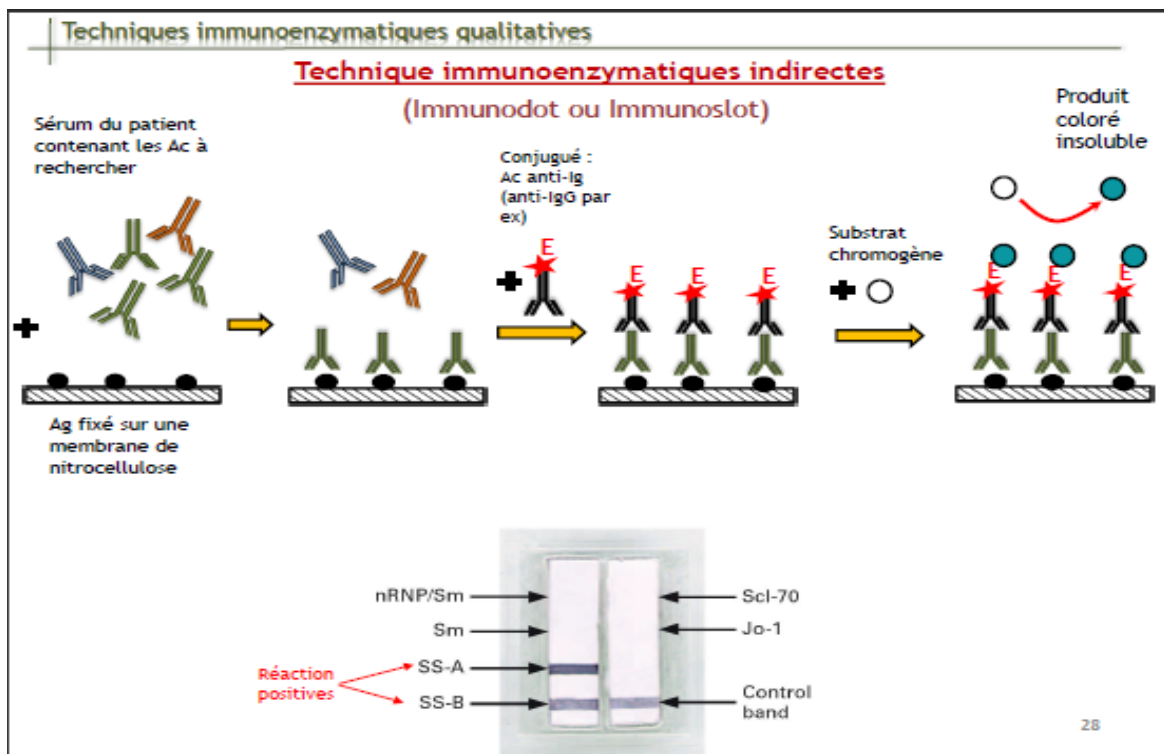 Techniques immunoenzymatiques qualitatives
Technique immunoenzymatiques indirectes
(Immunodot ou Immunoslot)
Sérum du patient
contenant les Ac à
rechercher
Conjugué :
Ac anti-Ig
(anti-IgG par
ex)
Produit
coloré
insoluble
Substrat
chromogène
+
+
+
E
E
E
E
E
E
E
Ag fixé sur une
membrane de
nitrocellulose
nRNP/Sm
Sm
SS-A
SS-B
Réaction
positives
Scl-70
Jo-1
Control
band
28